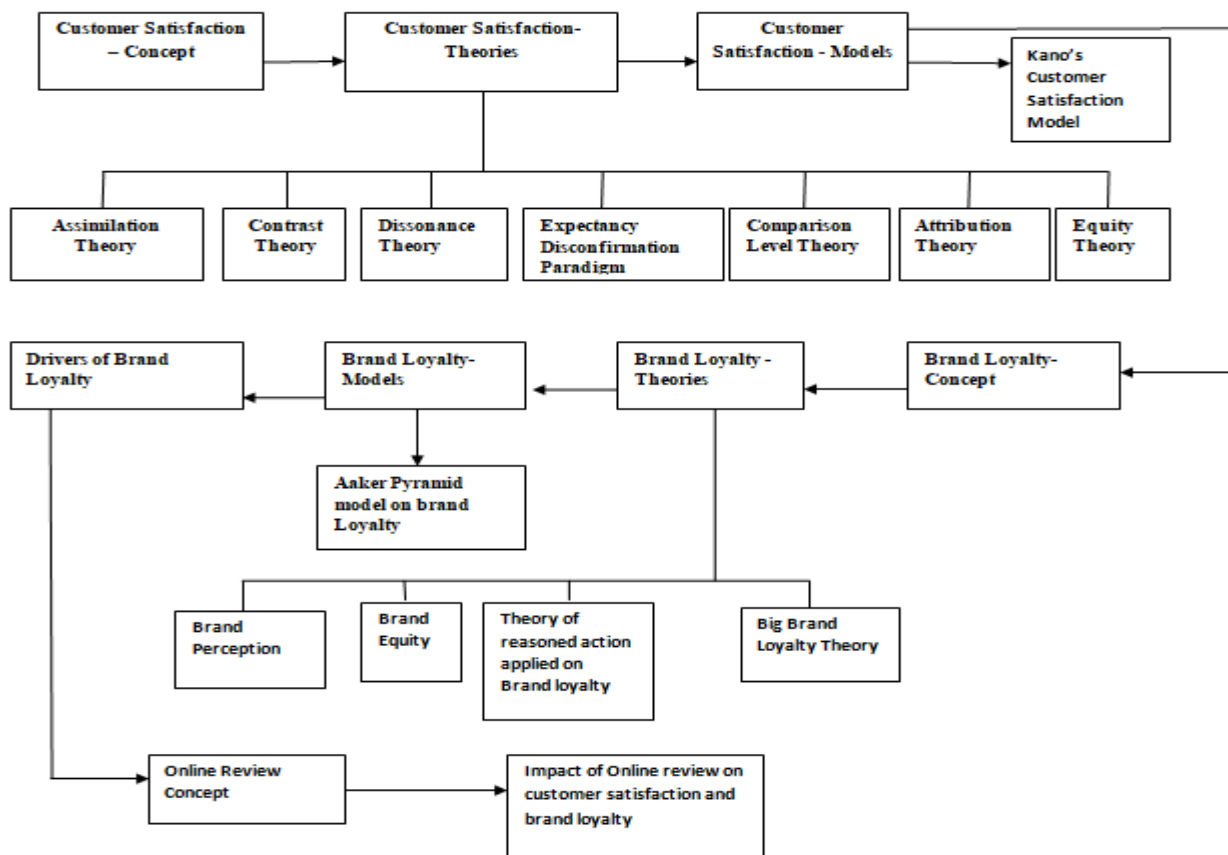 Customer Satisfaction
– Concept
Customer Satisfaction-
Theories
Customer
Satisfaction - Models
Kano's
Customer
Satisfaction
Model
Assimilation
Theory
Contrast
Theory
Dissonance
Theory
Expectancy
Disconfirmation
Paradigm
Comparison
Level Theory
Attribution
Theory
Equity
Theory
Drivers of Brand
Loyalty
Brand Loyalty-
Models
Brand Loyalty -
Theories
Brand Loyalty-
Concept
Aaker Pyramid
model on brand
Loyalty
Brand
Perception
Brand
Equity
Theory of
reasoned action
applied on
Brand loyalty
Big Brand
Loyalty Theory
Online Review
Concept
Impact of Online review on
customer satisfaction and
brand loyalty